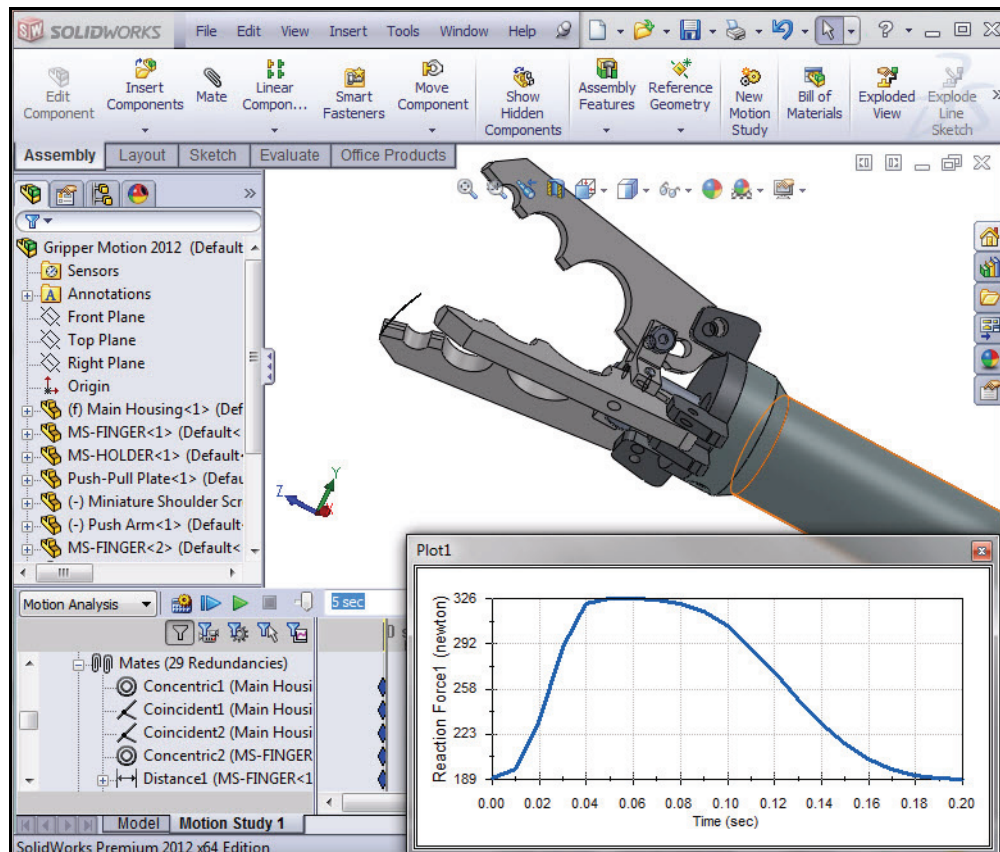 SW SOLIDWORKS File Edit View Insert Tools Window Help
Edit Component
Insert Components
Mate
Linear Compon...
Smart Fasteners
Move Component
Show Hidden Components
Assembly Features
Reference Geometry
New Motion Study
Bill of Materials
Exploded View
Explode Line Sketch
Assembly Layout Sketch Evaluate Office Products
Gripper Motion 2012 (Default
Sensors
A Annotations
Front Plane
Top Plane
Right Plane
Origin
(f) Main Housing<1> (Def
MS-FINGER<1> (Default<
MS-HOLDER<1> (Default
Push-Pull Plate<1> (Defau
(-) Miniature Shoulder Scr
(-) Push Arm<1> (Default
MS-FINGER<2> (Default<
Y
Z
X
Motion Analysis 5 sec
Mates (29 Redundancies)
Concentric1 (Main Housi
Coincident1 (Main Housi
Coincident2 (Main Housi
Concentric2 (MS-FINGER
Distance1 (MS-FINGER<1
Model Motion Study 1
SolidWorks Premium 2012 x64 Edition
Plot1
Reaction Force1 (newton)
326
292
258
223
189
0.00 0.02 0.04 0.06 0.08 0.10 0.12 0.14 0.16 0.18 0.20
Time (sec)